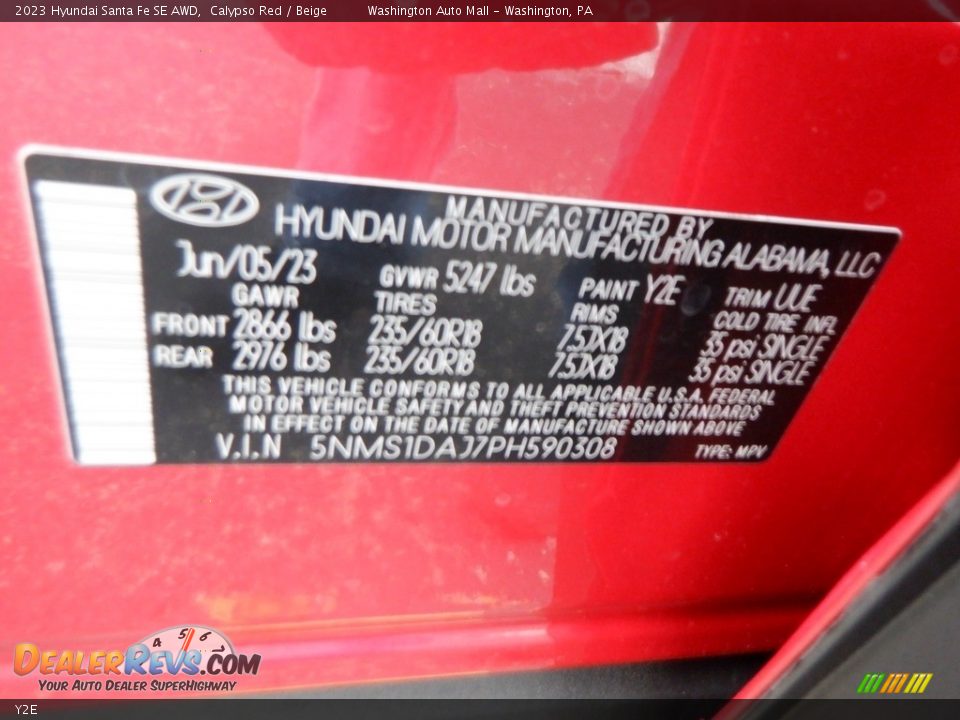 2023 Hyundai Santa Fe SE AWD,  Calypso Red / Beige  Washington Auto Mall - Washington, PA
MANUFACTURED BY
HYUNDAI MOTOR MANUFACTURING ALABAMA, LLC
Jun/05/23 GVWR 5247 lbs PAINT Y2E TRIM UUE
GAWR TIRES RIMS COLD TIRE INFL
FRONT 2866 lbs 235/60R18 7.5JX18 35 psi SINGLE
REAR 2976 lbs 235/60R18 7.5JX18 35 psi SINGLE
THIS VEHICLE CONFORMS TO ALL APPLICABLE U.S.A. FEDERAL
MOTOR VEHICLE SAFETY AND THEFT PREVENTION STANDARDS
IN EFFECT ON THE DATE OF MANUFACTURE SHOWN ABOVE
V.I.N 5NMS1DAJ7PH590308 TYPE: MPV
4 5 6
DEALERREVS.COM
YOUR AUTO DEALER SUPERHIGHWAY
Y2E